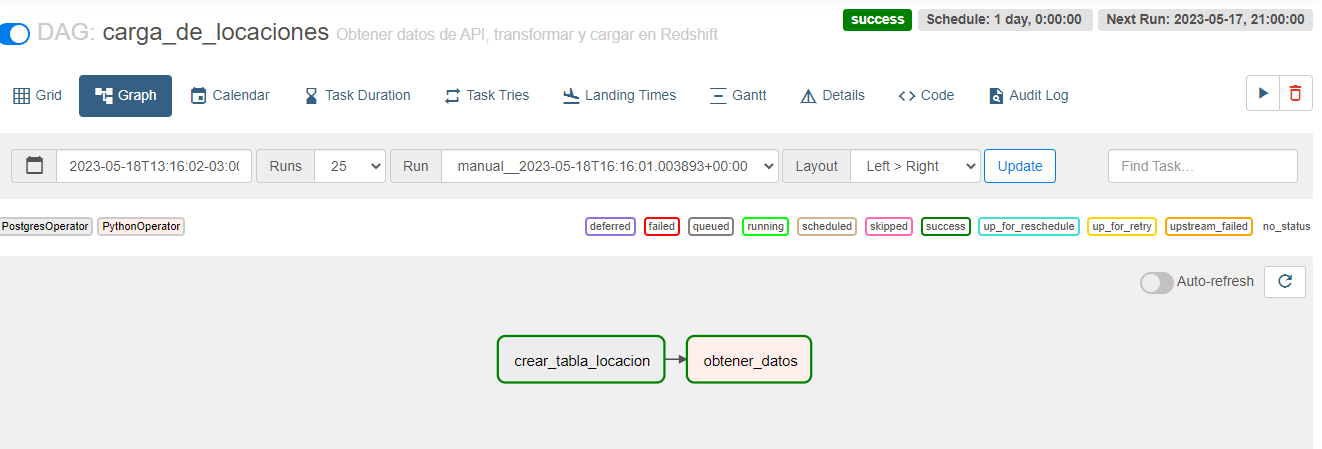 success Schedule: 1 day, 0:00:00 Next Run: 2023-05-17, 21:00:00
DAG: carga_de_locaciones Obtener datos de API, transformar y cargar en Redshift
Grid Graph Calendar Task Duration Task Tries Landing Times Gantt Details Code Audit Log
2023-05-18T13:16:02-03:00 Runs 25 Run manual__2023-05-18T16:16:01.003893+00:00 Layout Left > Right Update Find Task...
PostgresOperator PythonOperator deferred failed queued running scheduled skipped success up_for_reschedule up_for_retry upstream_failed no_status
Auto-refresh
crear_tabla_locacion obtener_datos